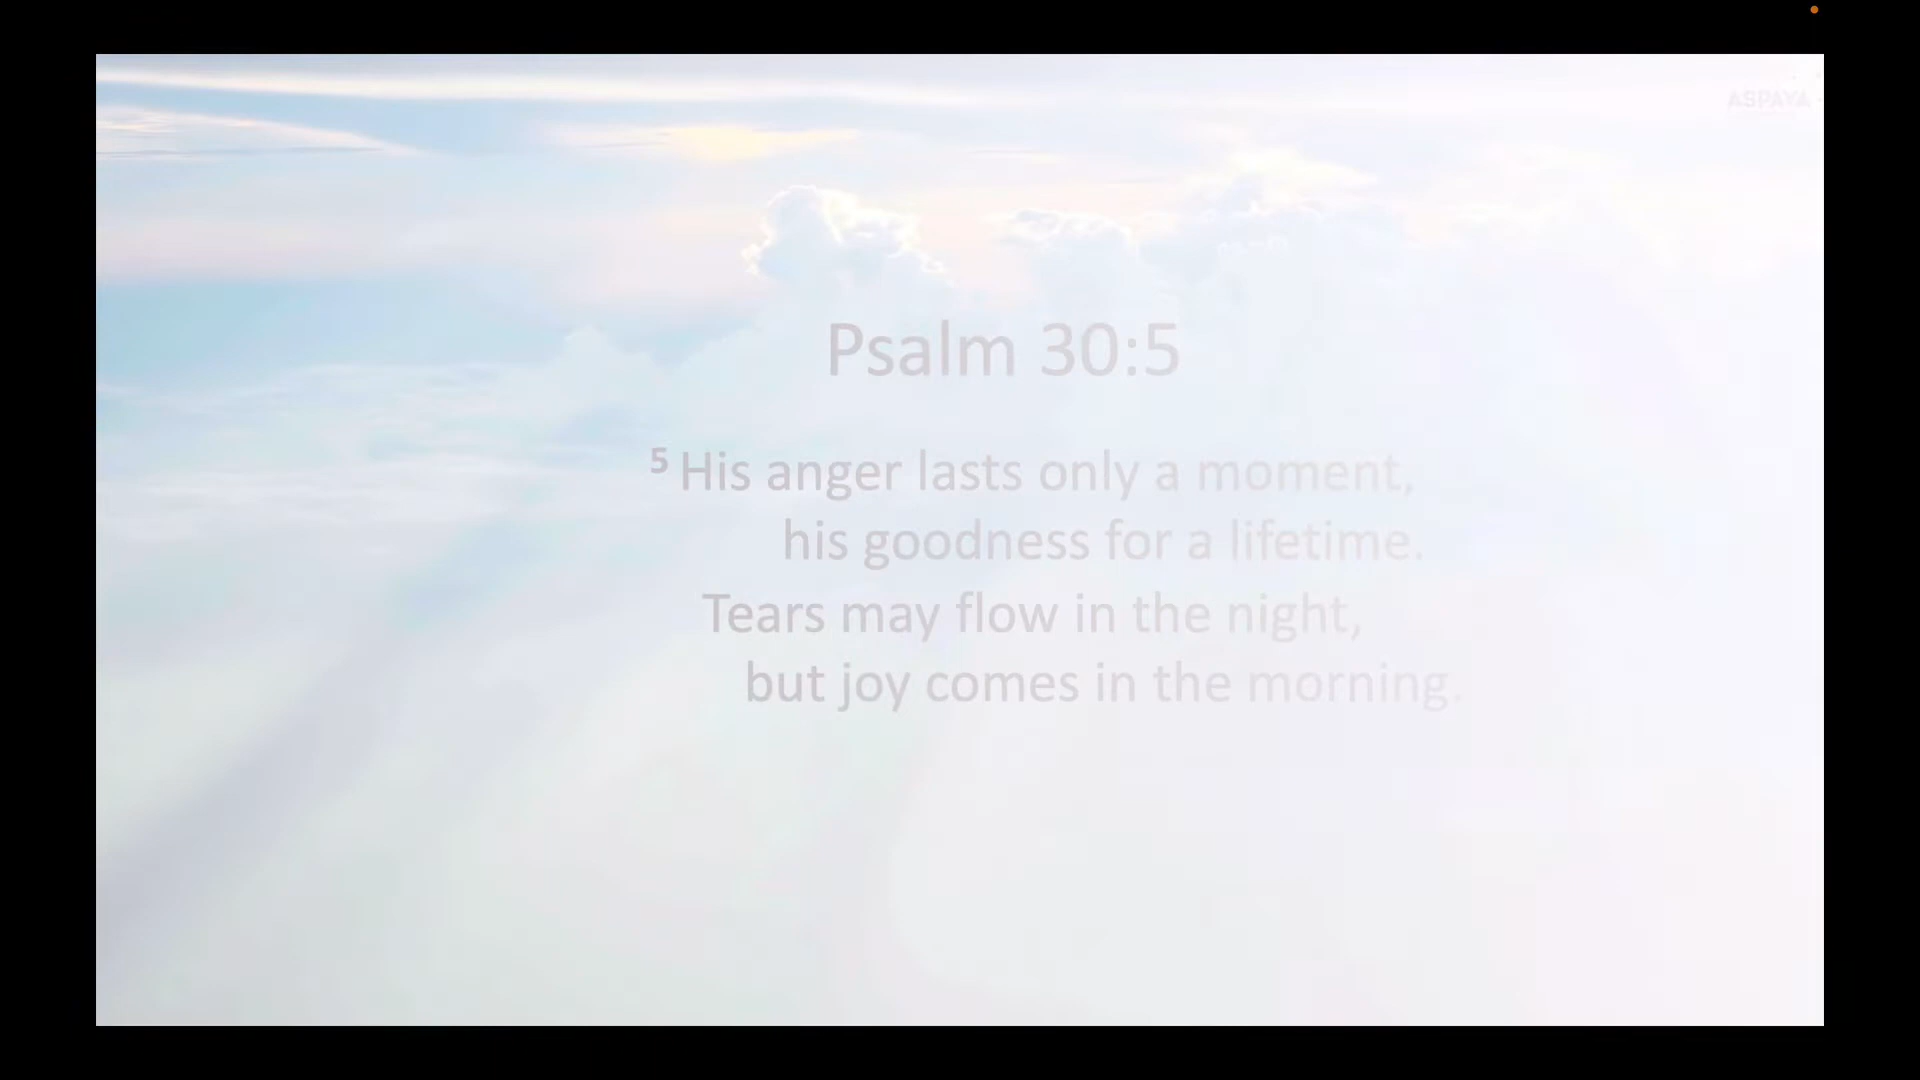 ASPAYA
Psalm 30:5
5 His anger lasts only a moment,
his goodness for a lifetime.
Tears may flow in the night,
but joy comes in the morning.